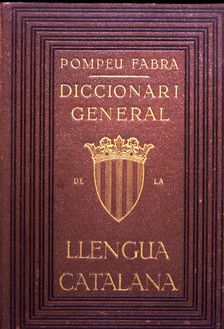 POMPEU FABRA
DICCIONARI
GENERAL
DE LA
LLENGUA
CATALANA